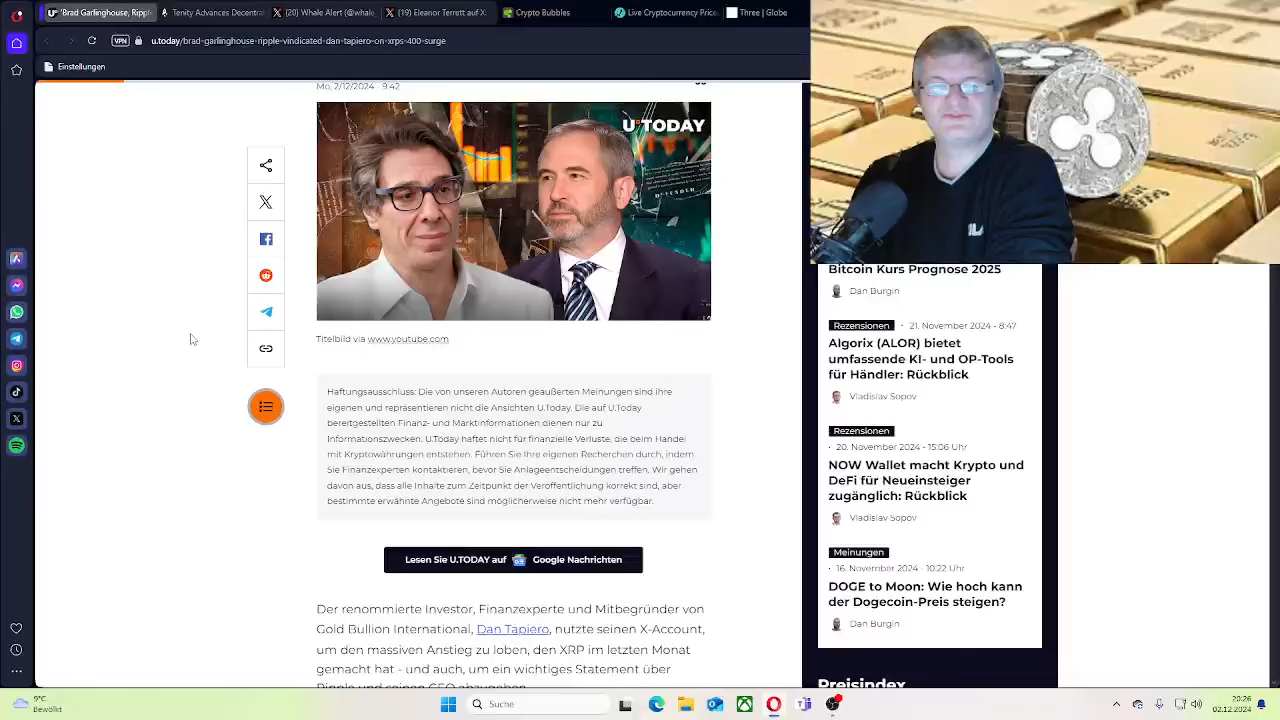 U° 'Brad Garlinghouse, Ripple
Tenity Advances Decentrali
(20) Whale Alert (@whale_
(19) Eleanor Terrett auf X:
Crypto Bubbles
Live Cryptocurrency Prices
Three | Globe
VPN
u.today/brad-garlinghouse-ripple-vindicated-dan-tapiero-on-xrps-400-surge
Einstellungen
Mo, 2/12/2024 - 9:42
U°TODAY
Titelbild via www.youtube.com
Haftungsausschluss: Die von unseren Autoren geäußerten Meinungen sind ihre
eigenen und repräsentieren nicht die Ansichten U.Today. Die auf U.Today
bereitgestellten Finanz- und Marktinformationen dienen nur zu
Informationszwecken. U.Today haftet nicht für finanzielle Verluste, die beim Handel
mit Kryptowährungen entstehen. Führen Sie Ihre eigenen Recherchen durch, indem
Sie Finanzexperten kontaktieren, bevor Sie Anlageentscheidungen treffen. Wir gehen
davon aus, dass alle Inhalte zum Zeitpunkt der Veröffentlichung korrekt sind, aber
bestimmte erwähnte Angebote sind möglicherweise nicht mehr verfügbar.
Lesen Sie U.TODAY auf Google Nachrichten
Der renommierte Investor, Finanzexperte und Mitbegründer von
Gold Bullion International, Dan Tapiero, nutzte seinen X-Account,
um den massiven Anstieg zu loben, den XRP im letzten Monat
gemacht hat - und auch, um ein wichtiges Statement über
Bitcoin Kurs Prognose 2025
Dan Burgin
Rezensionen · 21. November 2024 - 8:47
Algorix (ALOR) bietet
umfassende KI- und OP-Tools
für Händler: Rückblick
Vladislav Sopov
Rezensionen
· 20. November 2024 - 15:06 Uhr
NOW Wallet macht Krypto und
DeFi für Neueinsteiger
zugänglich: Rückblick
Vladislav Sopov
Meinungen
· 16. November 2024 - 10:22 Uhr
DOGE to Moon: Wie hoch kann
der Dogecoin-Preis steigen?
Dan Burgin
Preisindex
9°C
Bewölkt
Suche
20:26
02.12.2024